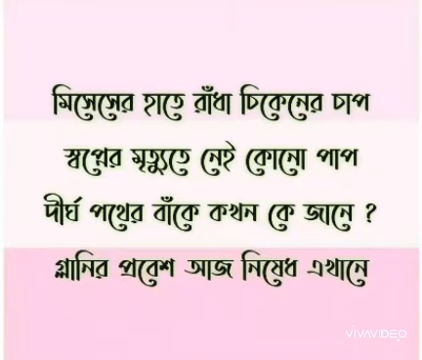 মিসেসের হাতে রাঁধা চিকেনের চাপ
স্বপ্নের মৃত্যুতে নেই কোনো পাপ
দীর্ঘ পথের বাঁকে কখন কে জানে ?
গ্লানির প্রবেশ আজ নিষেধ এখানে
VIVAVIDEO